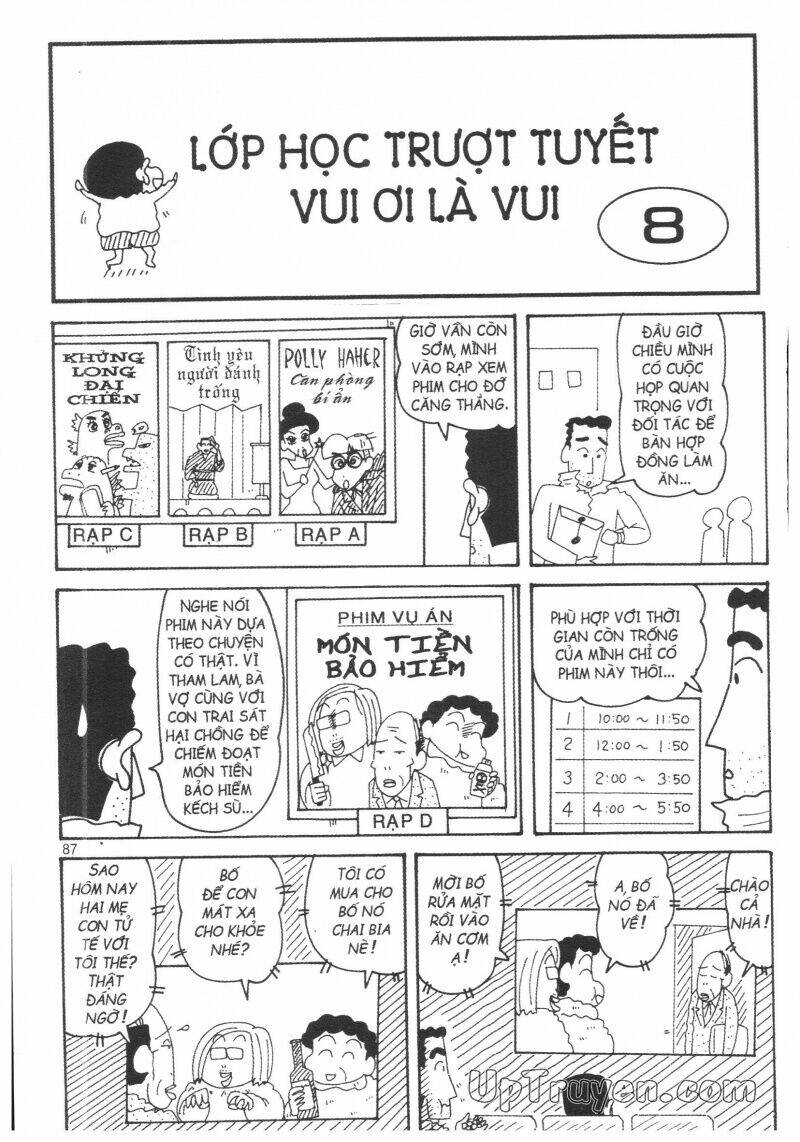 LỚP HỌC TRƯỢT TUYẾT
VUI ƠI LÀ VUI
8
ĐẦU GIỜ
CHIỀU MÌNH
CÓ CUỘC
HỌP QUAN
TRỌNG VỚI
ĐỐI TÁC ĐỂ
BÀN HỢP
ĐỒNG LÀM
ĂN...
GIỜ VẪN CÒN
SỚM, MÌNH
VÀO RẠP XEM
PHIM CHO ĐỠ
CĂNG THẲNG.
POLLY HAHER
Căn phòng
bí ẩn
RẠP A
Tình yêu
người đánh
trống
RẠP B
KHỦNG
LONG
ĐẠI
CHIẾN
RẠP C
PHÙ HỢP VỚI THỜI
GIAN CÒN TRỐNG
CỦA MÌNH CHỈ CÓ
PHIM NÀY THÔI...
1 10:00 ~ 11:50
2 12:00 ~ 1:50
3 2:00 ~ 3:50
4 4:00 ~ 5:50
PHIM VỤ ÁN
MÓN TIỀN
BẢO HIỂM
RẠP D
NGHE NÓI
PHIM NÀY DỰA
THEO CHUYỆN
CÓ THẬT. VÌ
THAM LAM, BÀ
VỢ CÙNG VỚI
CON TRAI SÁT
HẠI CHỒNG ĐỂ
CHIẾM ĐOẠT
MÓN TIỀN
BẢO HIỂM
KẾCH SÙ...
87
CHÀO
CẢ
NHÀ!
A, BỐ
NÓ ĐÃ
VỀ!
MỜI BỐ
RỬA MẶT
RỒI VÀO
ĂN CƠM
Ạ!
TÔI CÓ
MUA CHO
BỐ NÓ
CHAI BIA
NÈ!
BỐ
ĐỂ CON
MÁT XA
CHO KHỎE
NHÉ?
SAO
HÔM NAY
HAI MẸ
CON TỬ
TẾ VỚI
TÔI THẾ?
THẬT
ĐÁNG
NGỜ!
UpTruyen.com